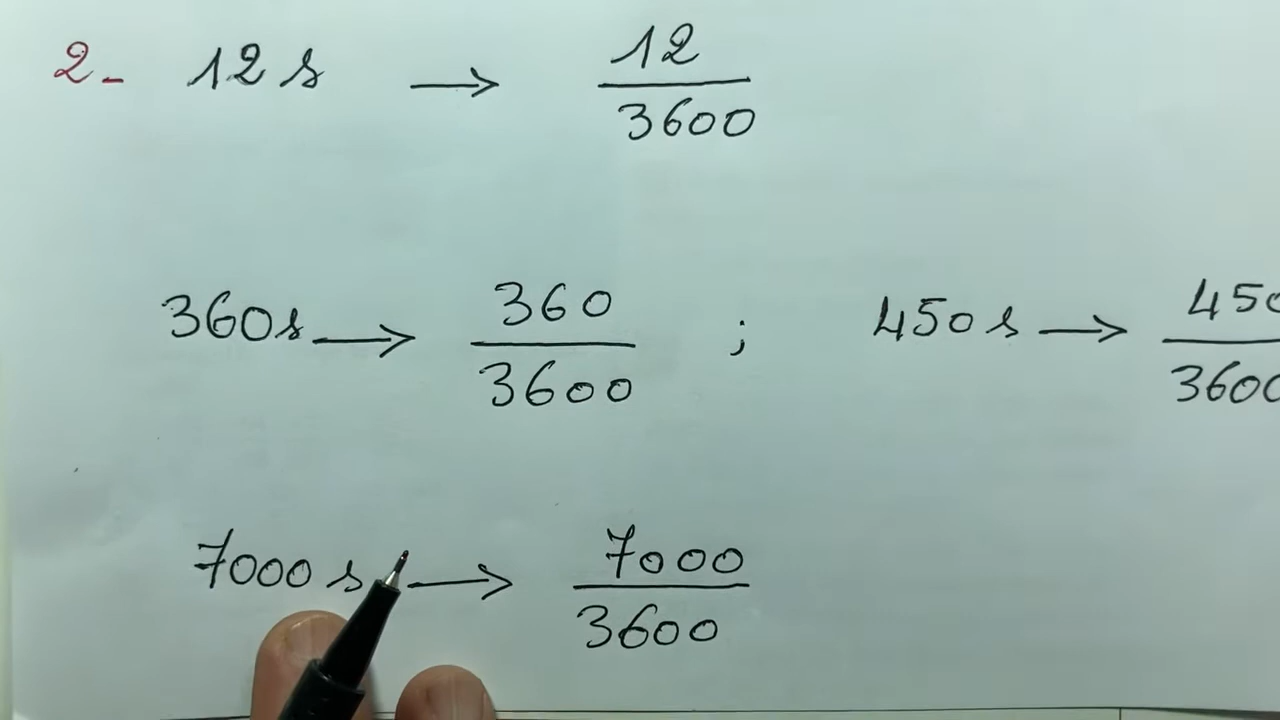 2- 12 s → 12/3600
360 s → 360/3600 ; 450 s → 450/3600
7000 s → 7000/3600